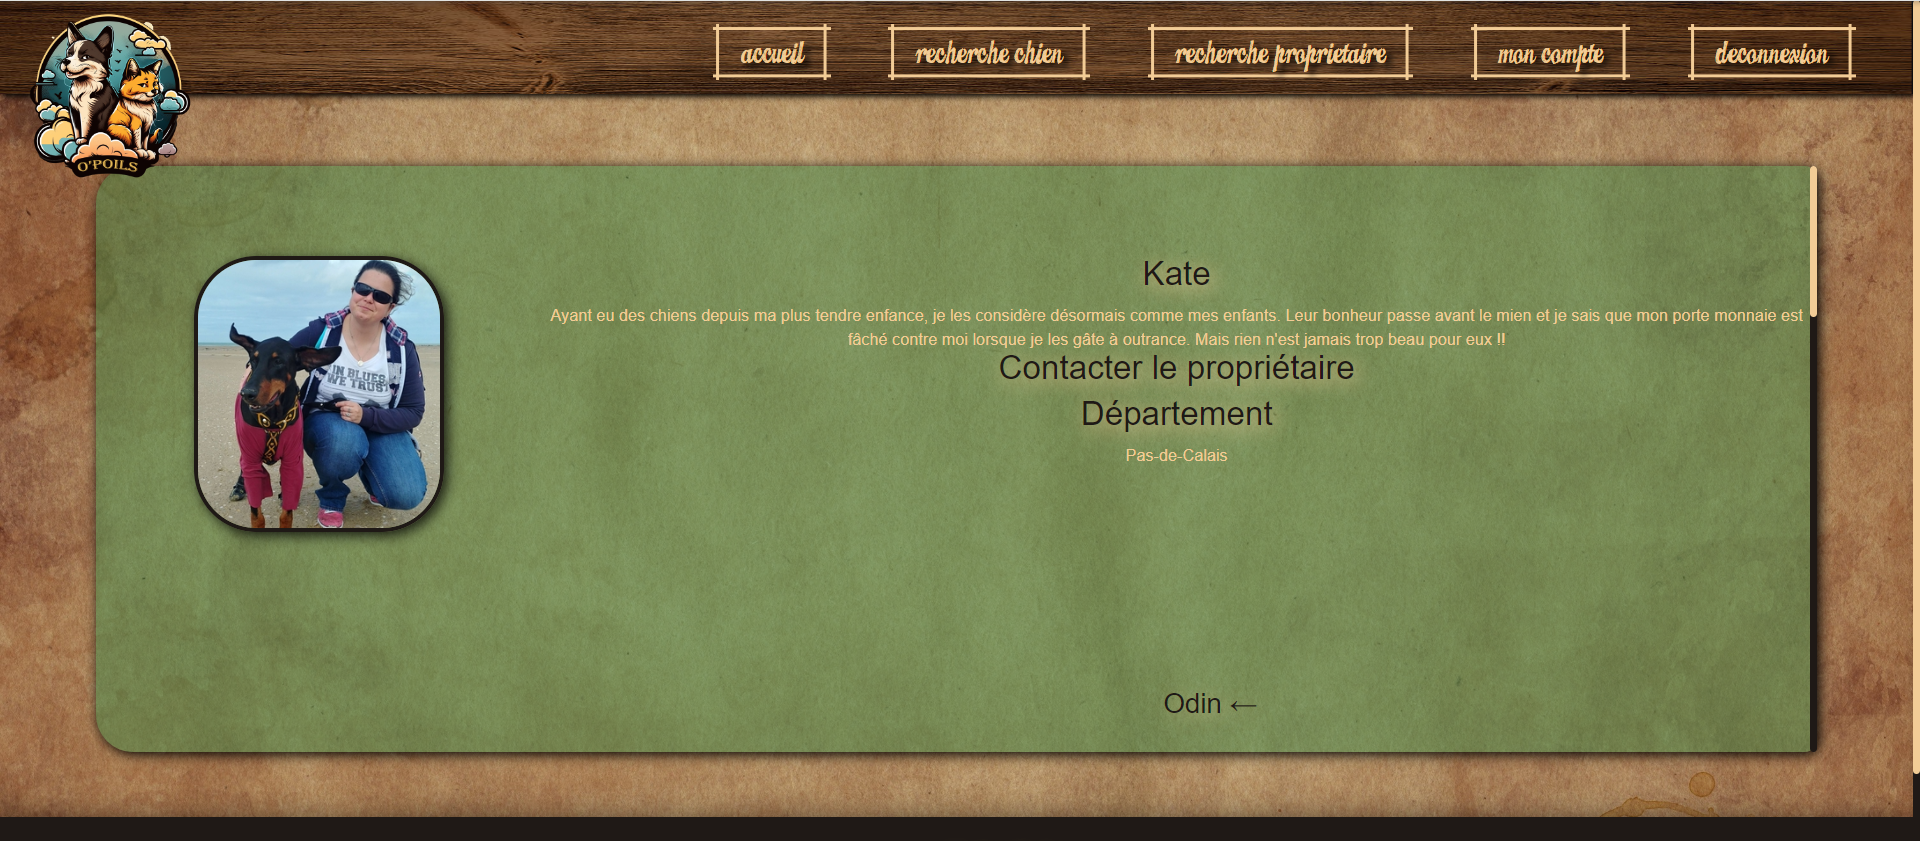 accueil
recherche chien
recherche proprietaire
mon compte
deconnexion
O'POILS
Kate
Ayant eu des chiens depuis ma plus tendre enfance, je les considère désormais comme mes enfants. Leur bonheur passe avant le mien et je sais que mon porte monnaie est
fâché contre moi lorsque je les gâte à outrance. Mais rien n'est jamais trop beau pour eux !!
IN BLUES
WE TRUST
Contacter le propriétaire
Département
Pas-de-Calais
Odin ←